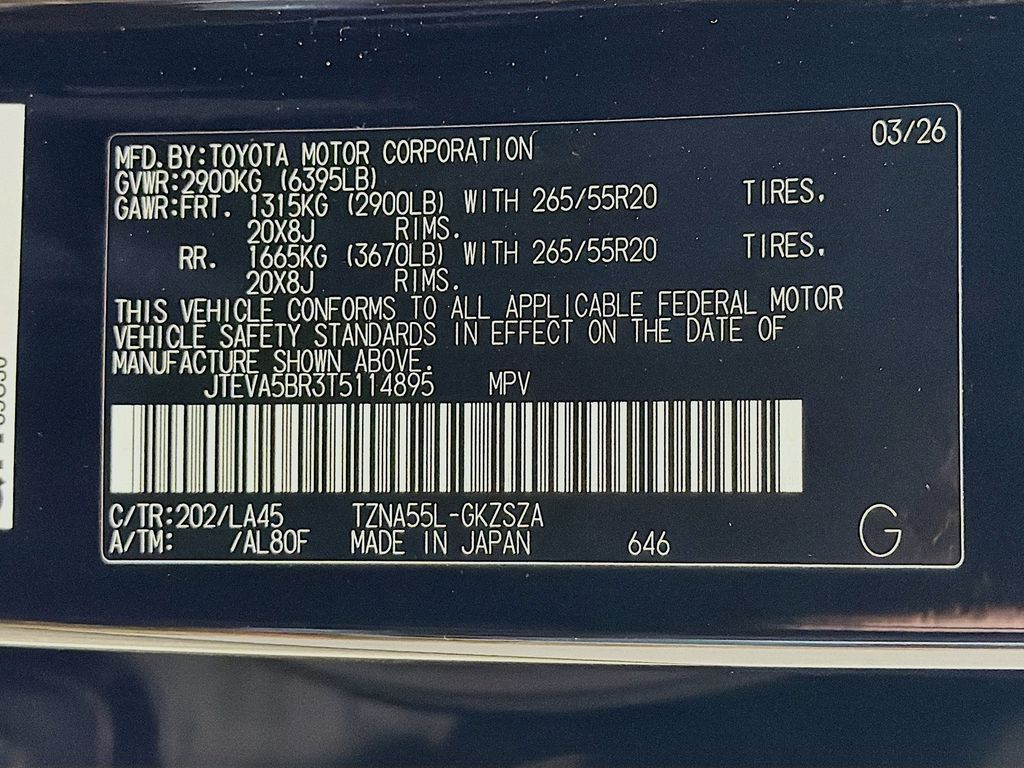 03/26
MFD. BY:TOYOTA MOTOR CORPORATION
GVWR:2900KG (6395LB)
GAWR:FRT. 1315KG (2900LB) WITH 265/55R20 TIRES,
20X8J RIMS.
RR. 1665KG (3670LB) WITH 265/55R20 TIRES,
20X8J RIMS.
THIS VEHICLE CONFORMS TO ALL APPLICABLE FEDERAL MOTOR
VEHICLE SAFETY STANDARDS IN EFFECT ON THE DATE OF
MANUFACTURE SHOWN ABOVE.
JTEVA5BR3T5114895 MPV
C/TR:202/LA45 TZNA55L-GKZSZA
A/TM: /AL80F MADE IN JAPAN 646
G